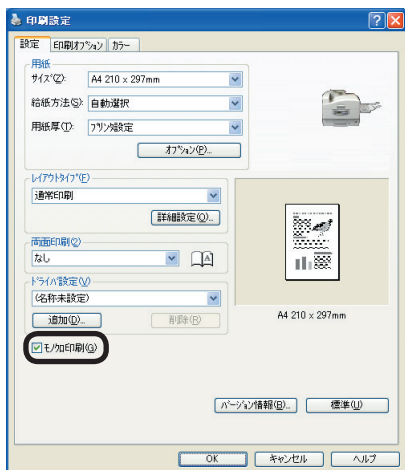 印刷設定
設定 印刷ｵﾌﾟｼｮﾝ カラー
用紙
ｻｲｽﾞ(Z): A4 210 x 297mm
給紙方法(S): 自動選択
用紙厚(T): ﾌﾟﾘﾝﾀ設定
ｵﾌﾟｼｮﾝ(P)...
ﾚｲｱｳﾄﾀｲﾌﾟ(E)
通常印刷
詳細設定(O)...
両面印刷(2)
なし
A
ﾄﾞﾗｲﾊﾞ設定(V)
(名称未設定)
追加(D)...
削除(R)
A4 210 x 297mm
ﾓﾉｸﾛ印刷(G)
ﾊﾞｰｼﾞｮﾝ情報(B)...
標準(U)
OK
キャンセル
ヘルプ